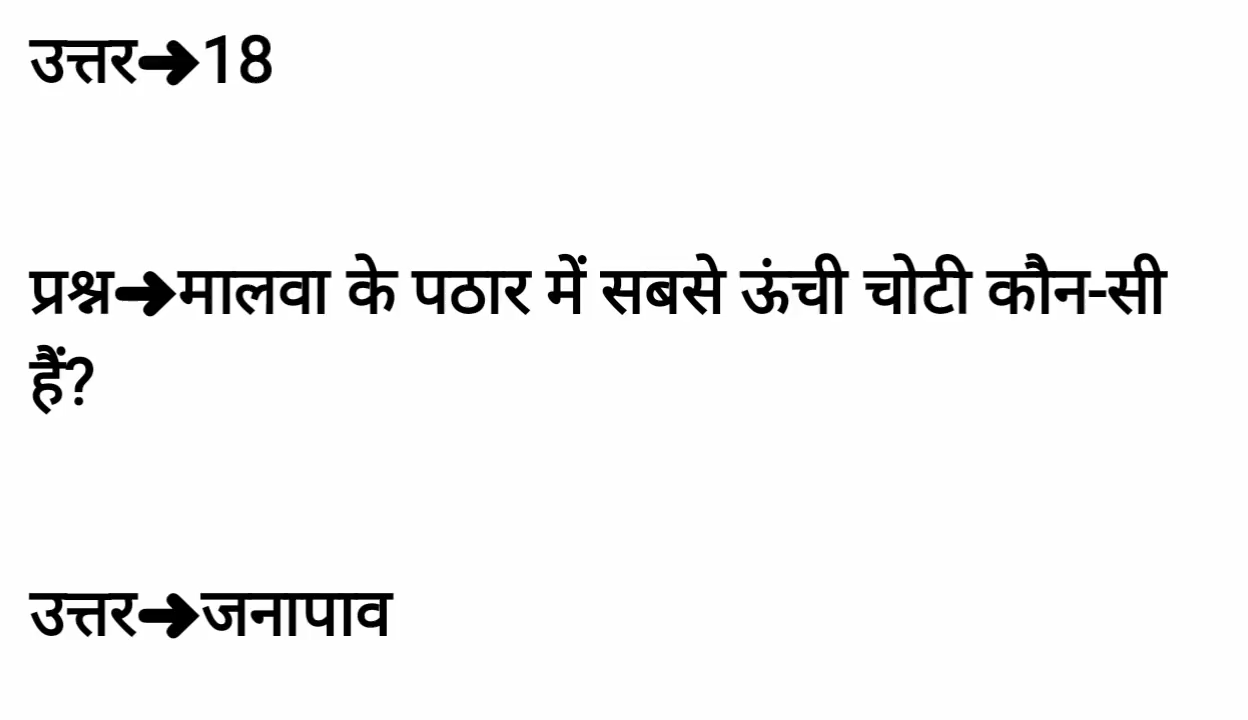 उत्तर➜18
प्रश्न➜मालवा के पठार में सबसे ऊंची चोटी कौन-सी
हैं?
उत्तर➜जनापाव